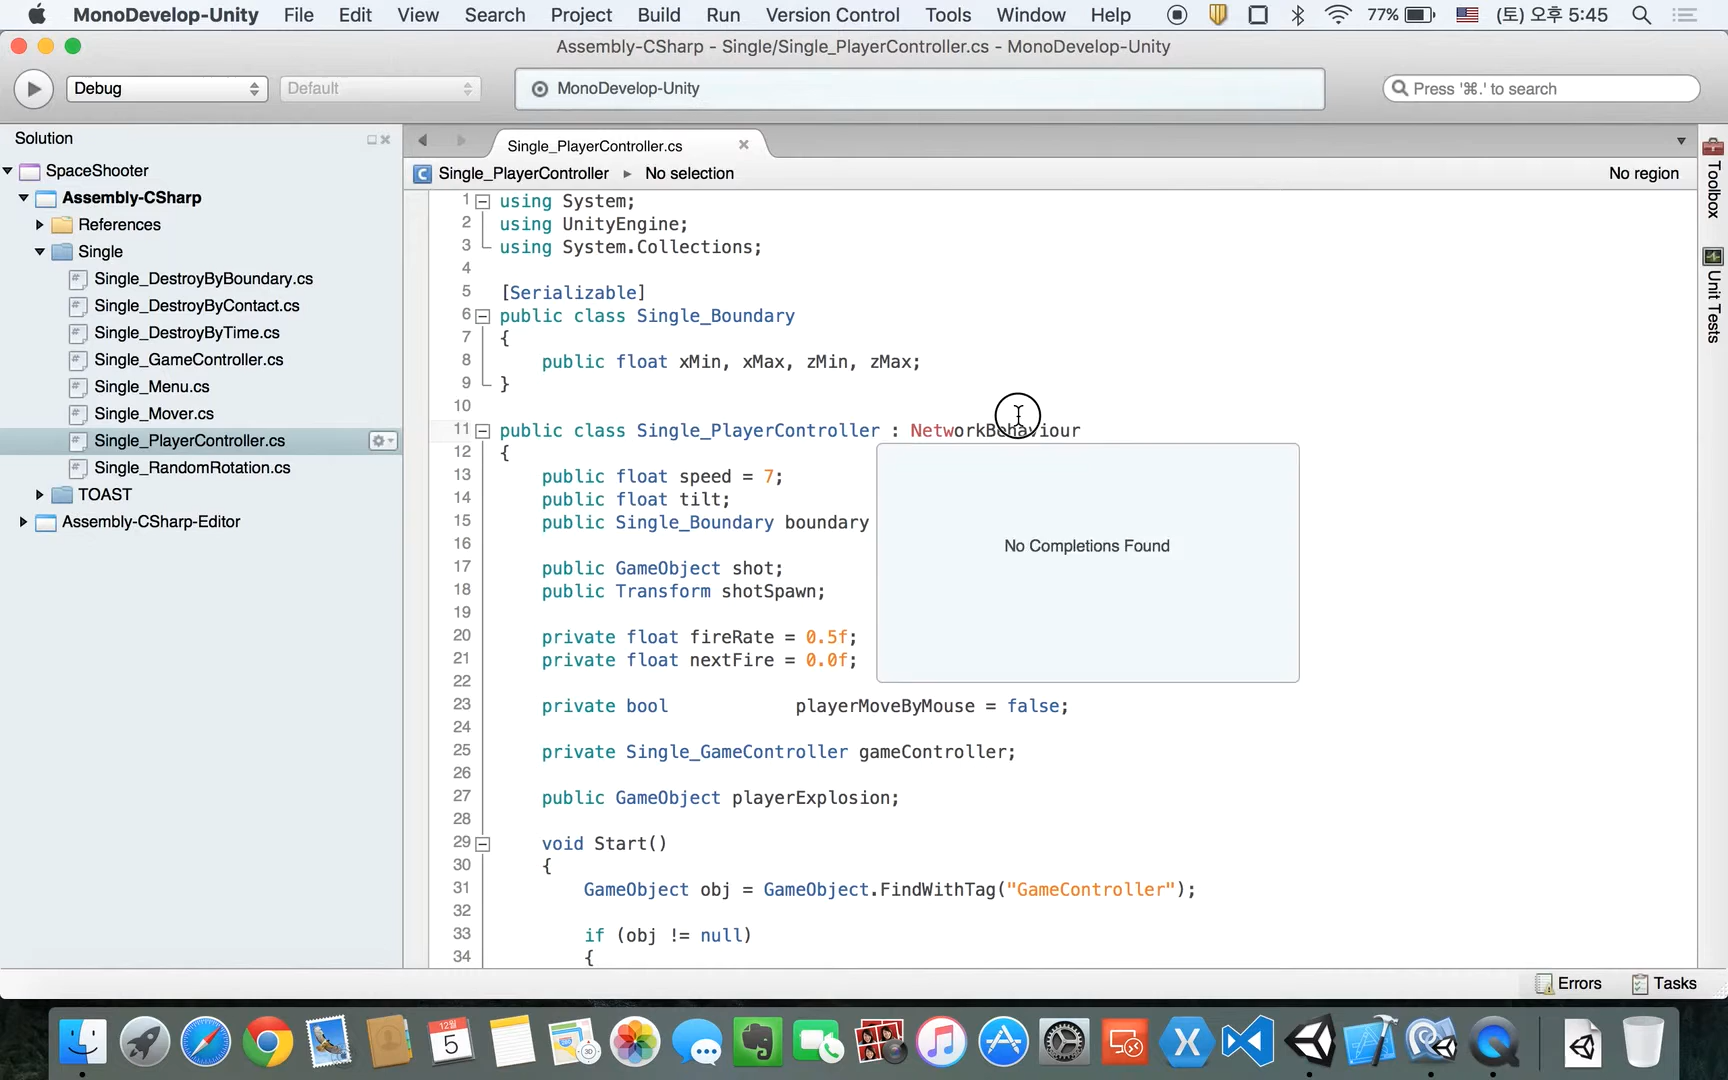 MonoDevelop-Unity File Edit View Search Project Build Run Version Control Tools Window Help 77% (토) 오후 5:45
Assembly-CSharp - Single/Single_PlayerController.cs - MonoDevelop-Unity
Debug Default MonoDevelop-Unity Press '⌘.' to search
Solution
SpaceShooter
Assembly-CSharp
References
Single
Single_DestroyByBoundary.cs
Single_DestroyByContact.cs
Single_DestroyByTime.cs
Single_GameController.cs
Single_Menu.cs
Single_Mover.cs
Single_PlayerController.cs
Single_RandomRotation.cs
TOAST
Assembly-CSharp-Editor
Single_PlayerController.cs
C Single_PlayerController ▸ No selection No region
1 using System;
2 using UnityEngine;
3 using System.Collections;
4
5 [Serializable]
6 public class Single_Boundary
7 {
8 public float xMin, xMax, zMin, zMax;
9 }
10
11 public class Single_PlayerController : NetworkBehaviour
12 {
13 public float speed = 7;
14 public float tilt;
15 public Single_Boundary boundary
16
17 public GameObject shot;
18 public Transform shotSpawn;
19
20 private float fireRate = 0.5f;
21 private float nextFire = 0.0f;
22
23 private bool playerMoveByMouse = false;
24
25 private Single_GameController gameController;
26
27 public GameObject playerExplosion;
28
29 void Start()
30 {
31 GameObject obj = GameObject.FindWithTag("GameController");
32
33 if (obj != null)
34 {
No Completions Found
Toolbox
Unit Tests
Errors Tasks
12월
5
3D